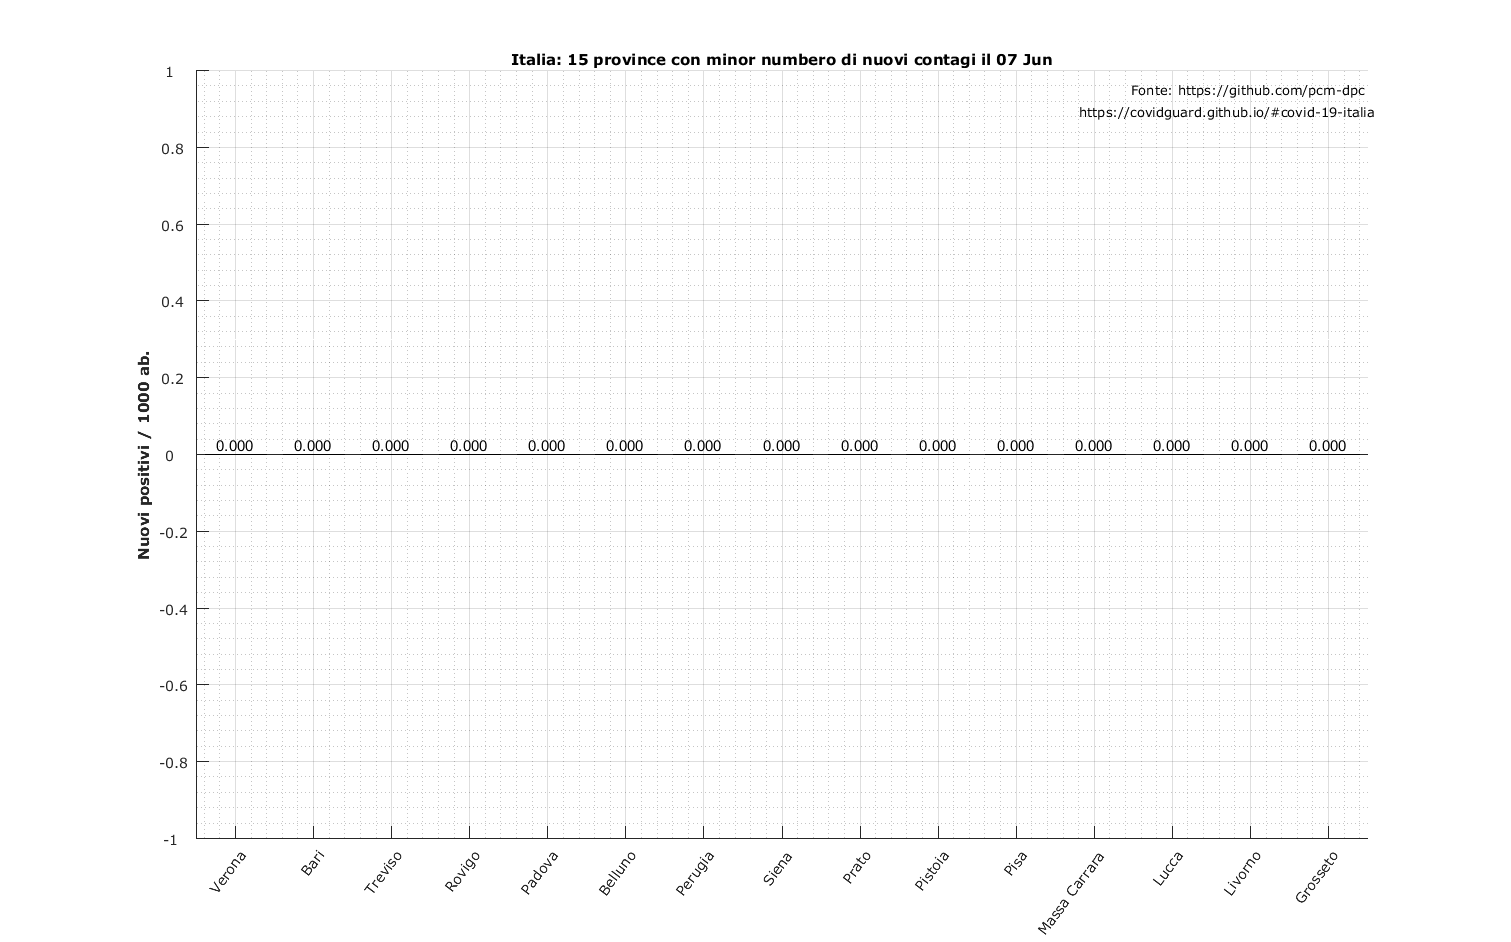 Italia: 15 province con minor numbero di nuovi contagi il 07 Jun
Fonte: https://github.com/pcm-dpc
https://covidguard.github.io/#covid-19-italia
Nuovi positivi / 1000 ab.
1
0.8
0.6
0.4
0.2
0
-0.2
-0.4
-0.6
-0.8
-1
0.000 0.000 0.000 0.000 0.000 0.000 0.000 0.000 0.000 0.000 0.000 0.000 0.000 0.000 0.000
Verona Bari Treviso Rovigo Padova Belluno Perugia Siena Prato Pistoia Pisa Massa Carrara Lucca Livorno Grosseto